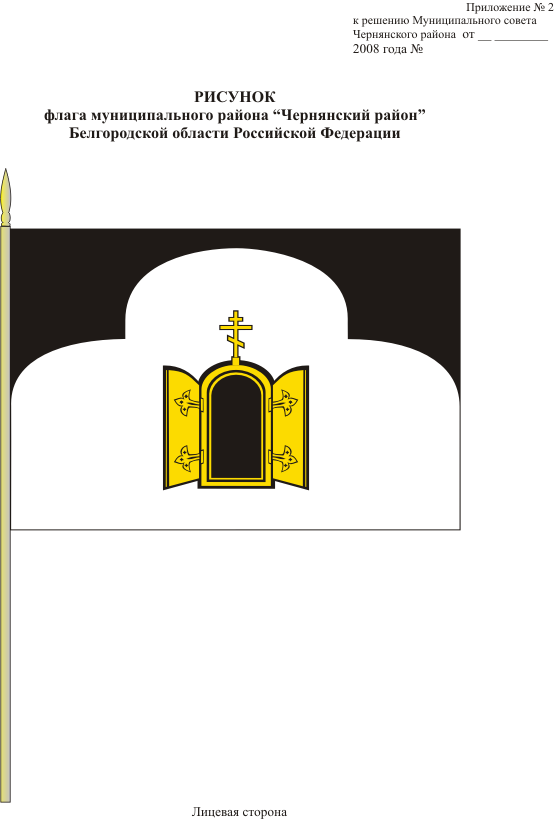 Приложение № 2
к решению Муниципального совета
Чернянского района от __ ________
2008 года №
РИСУНОК
флага муниципального района “Чернянский район”
Белгородской области Российской Федерации
Лицевая сторона